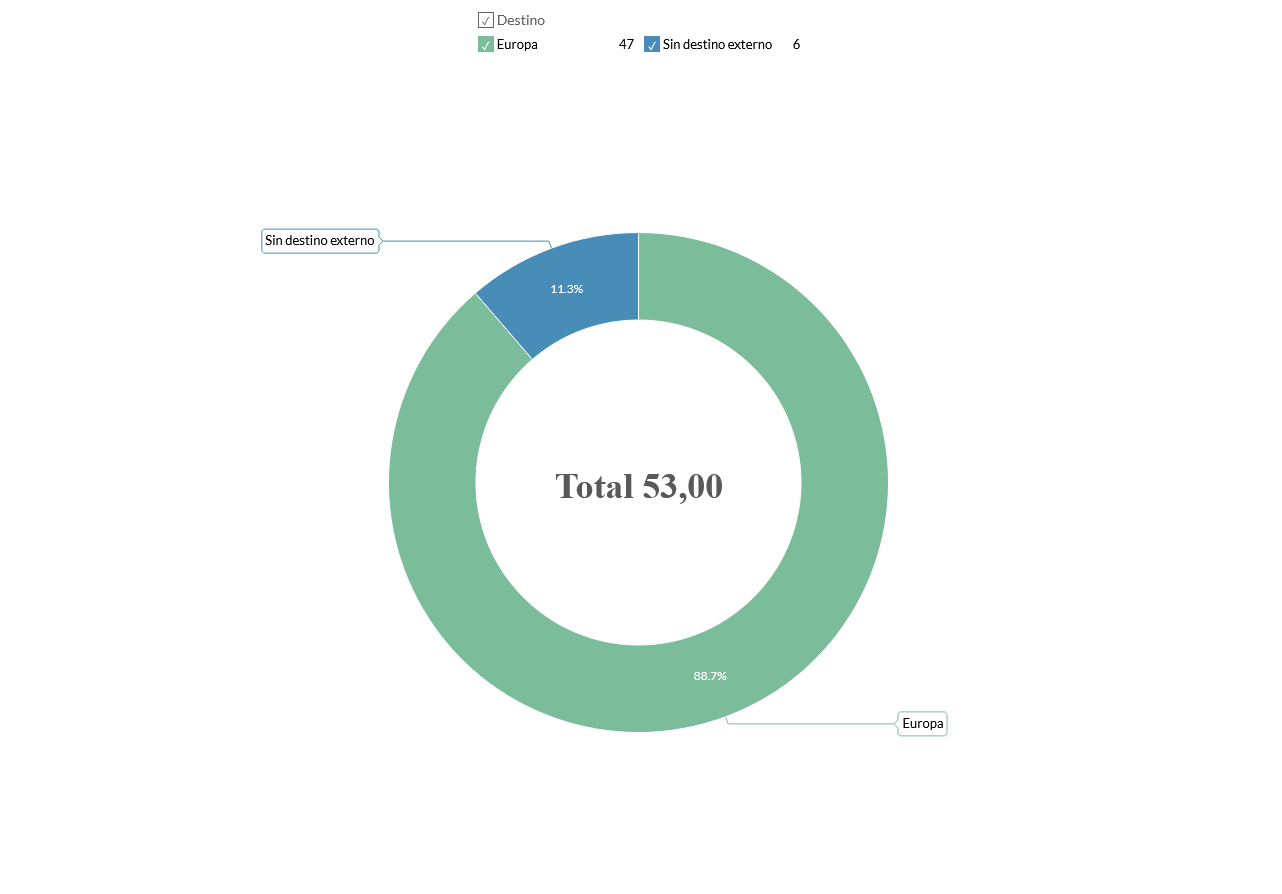 Destino
Europa 47 Sin destino externo 6
Sin destino externo
11.3%
Total 53,00
88.7%
Europa